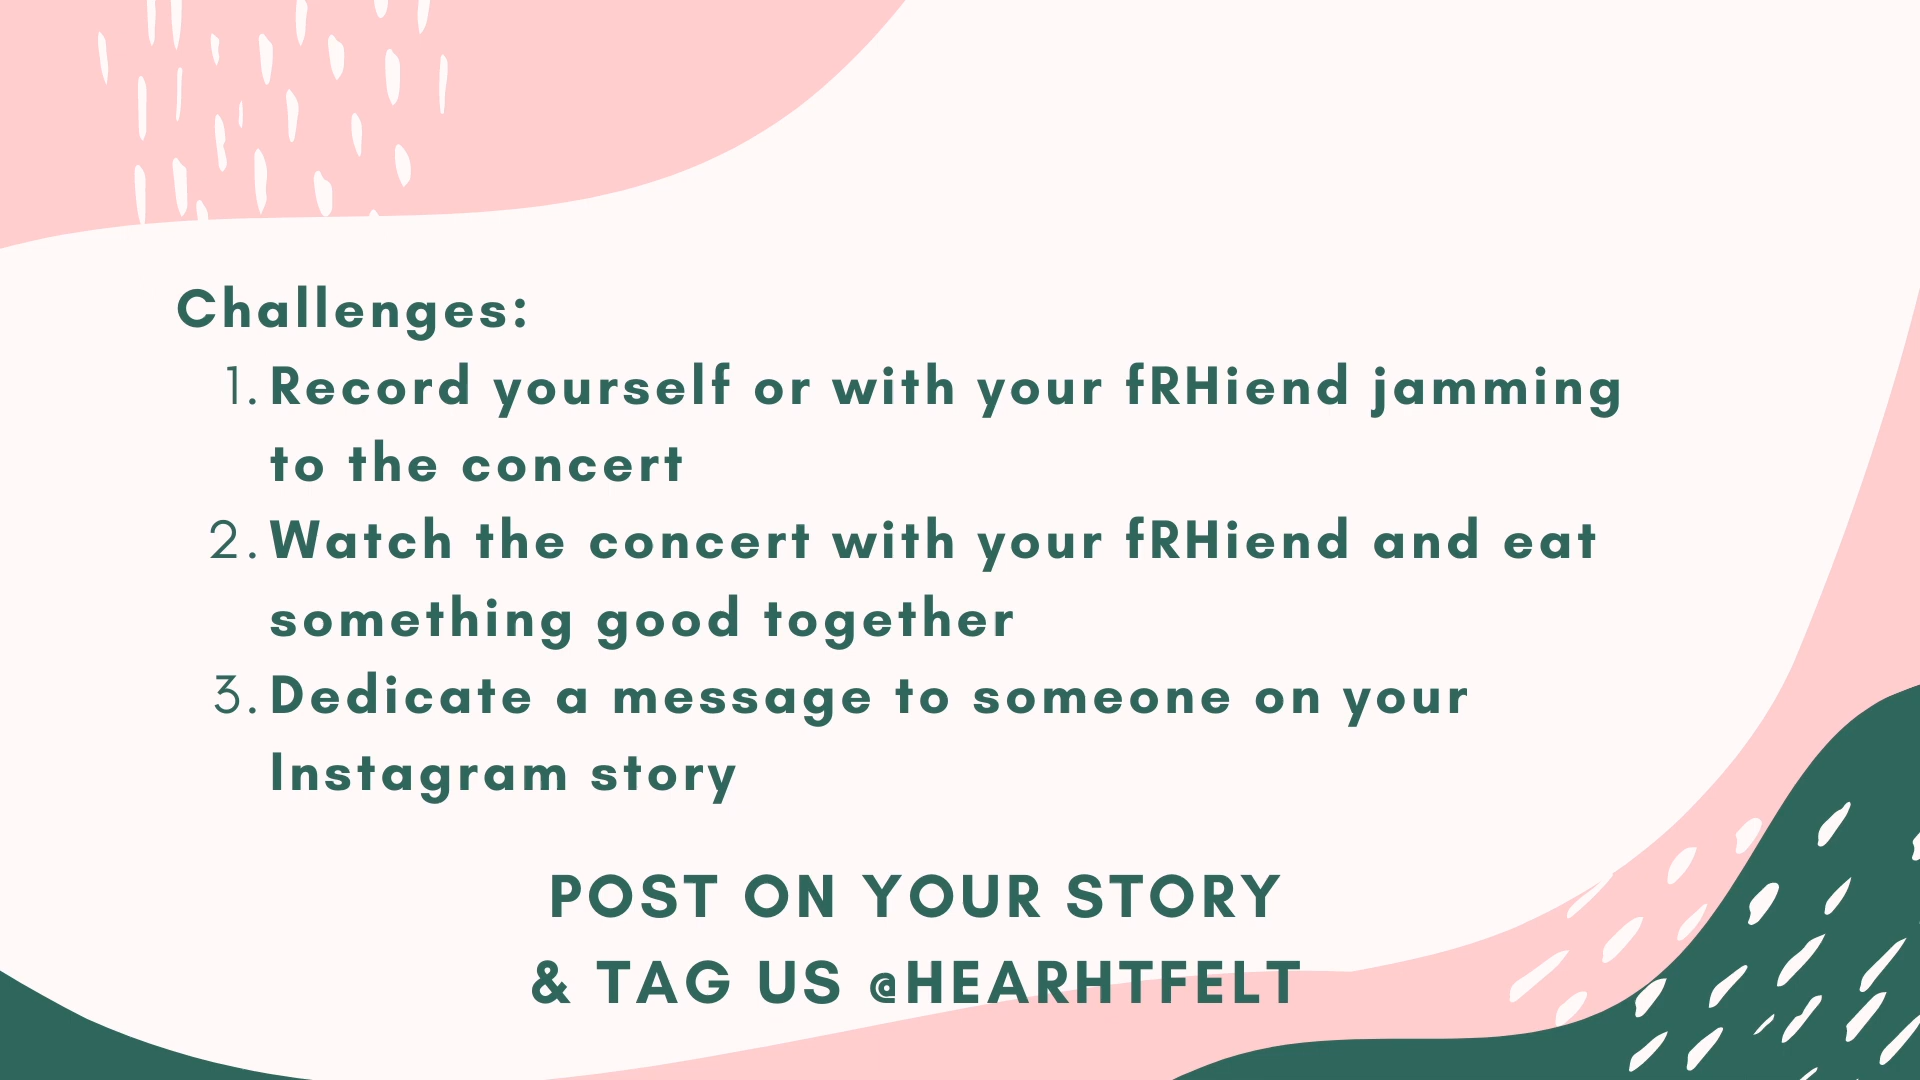 Challenges:
1. Record yourself or with your fRHiend jamming
to the concert
2. Watch the concert with your fRHiend and eat
something good together
3. Dedicate a message to someone on your
Instagram story
POST ON YOUR STORY
& TAG US @HEARHTFELT